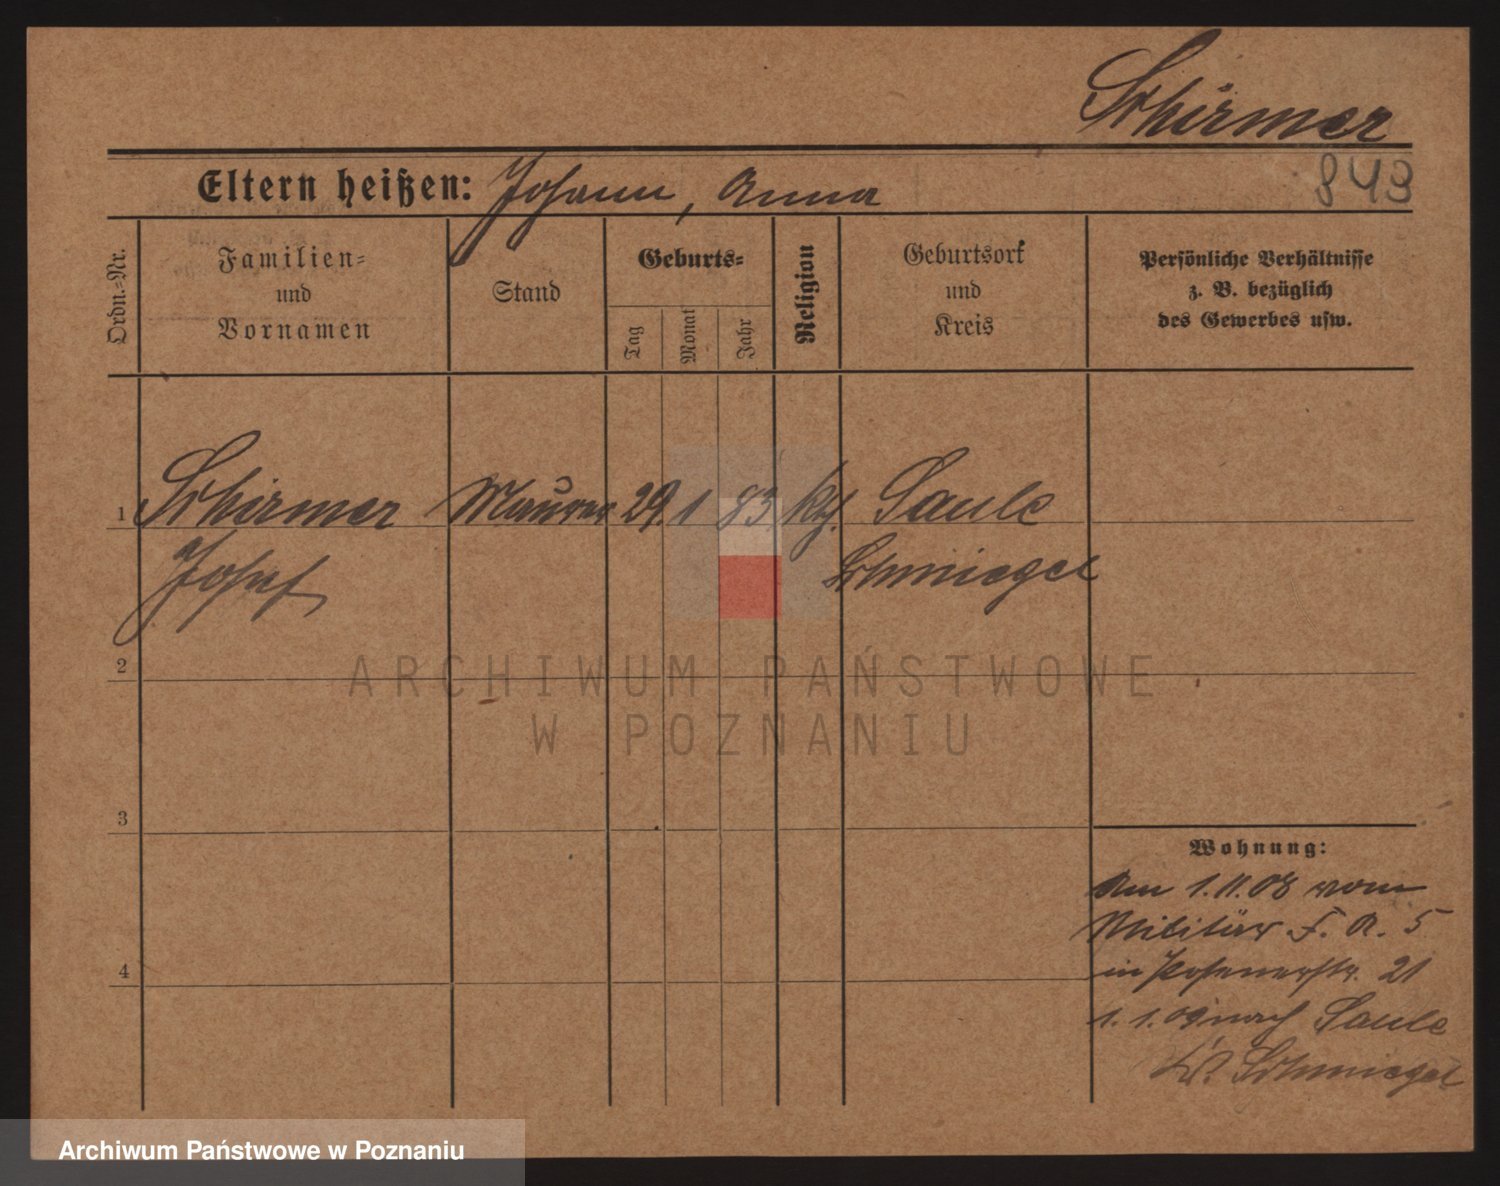 Schirmer
843
Eltern heißen: Johann, Anna
Ordn.-Nr.
Familien-
und
Vornamen
Stand
Geburts-
Tag
Monat
Jahr
Religion
Geburtsort
und
Kreis
Persönliche Verhältnisse
z. B. bezüglich
des Gewerbes usw.
1 Schirmer Maurer 29. 1 83 kth. Saule
Josef Schmiegel
2
ARCHIWUM PAŃSTWOWE
W POZNANIU
3
4
Wohnung:
Am 1.11.08 vom
Militär F. A. 5
in Posenerstr. 21
1. 1. 09 nach Saule
Kr. Schmiegel
Archiwum Państwowe w Poznaniu